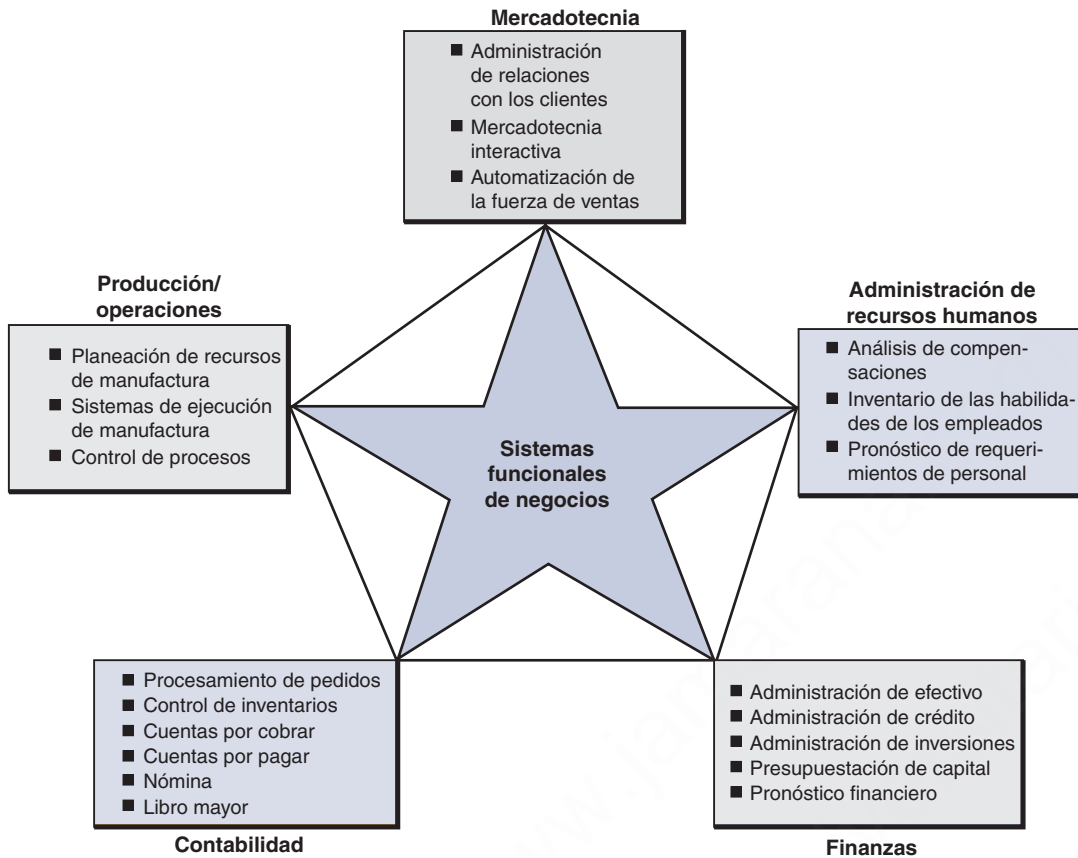 Mercadotecnia
■ Administración
de relaciones
con los clientes
■ Mercadotecnia
interactiva
■ Automatización de
la fuerza de ventas
Producción/
operaciones
■ Planeación de recursos
de manufactura
■ Sistemas de ejecución
de manufactura
■ Control de procesos
Administración de
recursos humanos
■ Análisis de compen-
saciones
■ Inventario de las habilida-
des de los empleados
■ Pronóstico de requeri-
mientos de personal
Sistemas
funcionales
de negocios
■ Procesamiento de pedidos
■ Control de inventarios
■ Cuentas por cobrar
■ Cuentas por pagar
■ Nómina
■ Libro mayor
Contabilidad
■ Administración de efectivo
■ Administración de crédito
■ Administración de inversiones
■ Presupuestación de capital
■ Pronóstico financiero
Finanzas